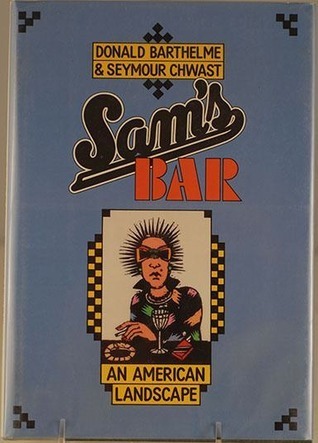 DONALD BARTHELME
& SEYMOUR CHWAST
Sam's
BAR
AN AMERICAN
LANDSCAPE